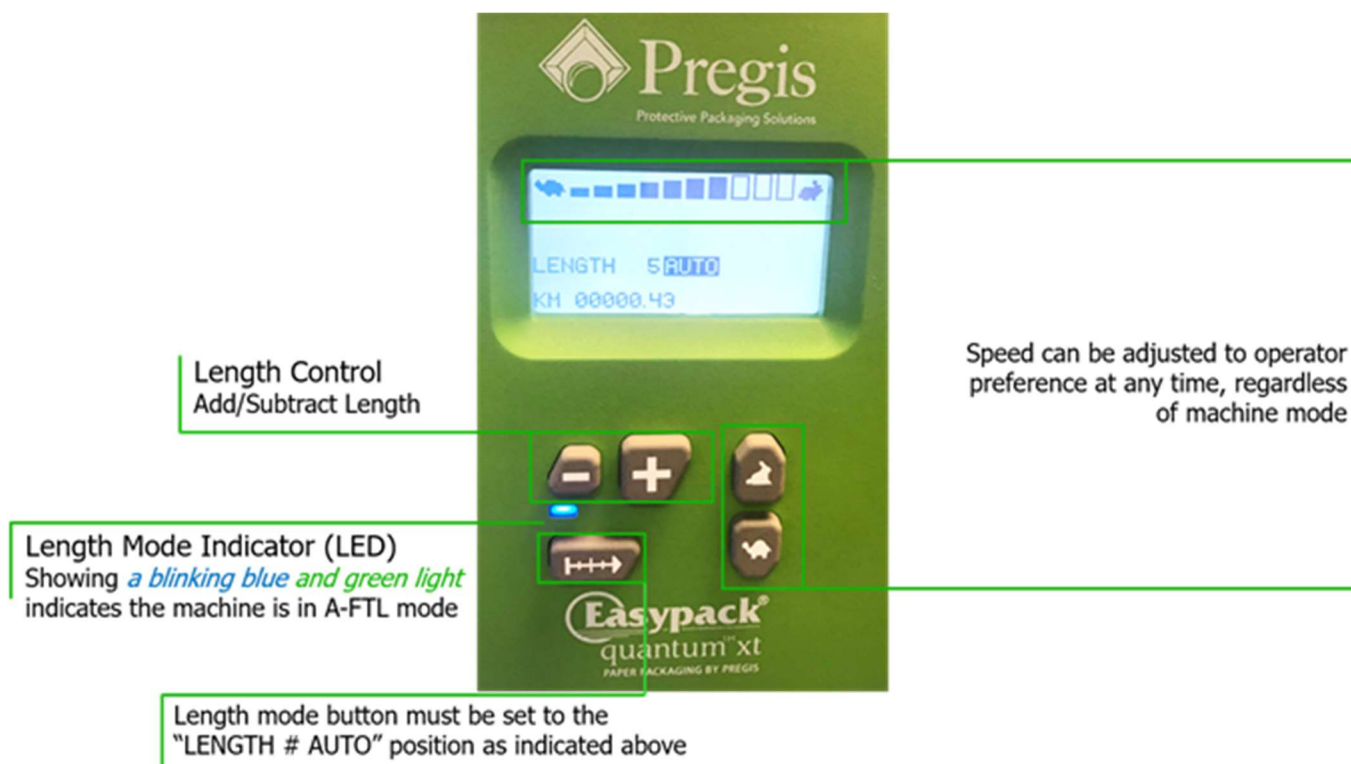 Pregis
Protective Packaging Solutions
LENGTH 5 AUTO
KM 00000.43
Length Control
Add/Subtract Length
Speed can be adjusted to operator
preference at any time, regardless
of machine mode
Length Mode Indicator (LED)
Showing a blinking blue and green light
indicates the machine is in A-FTL mode
Easypack®
quantum™xt
PAPER PACKAGING BY PREGIS
Length mode button must be set to the
“LENGTH # AUTO” position as indicated above